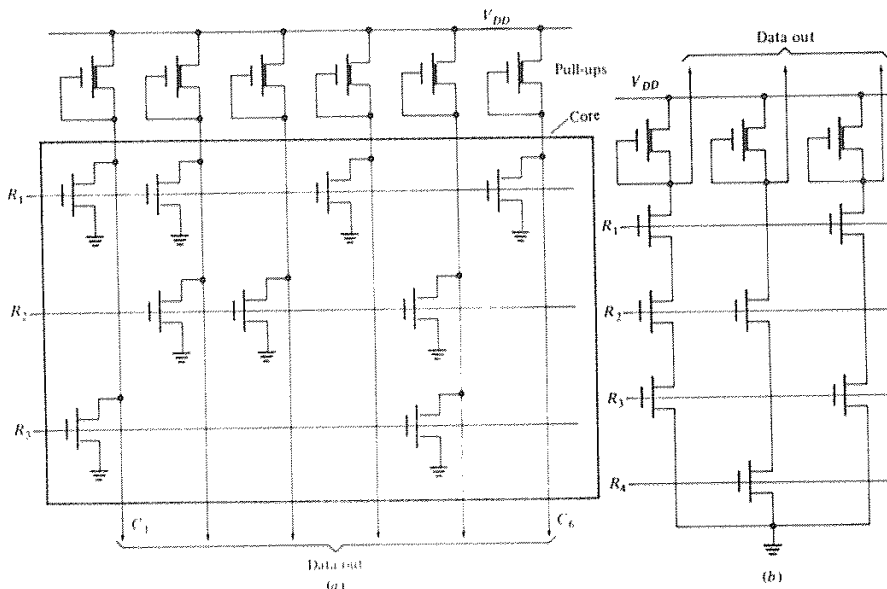 V_DD
Pull-ups
Core
R_1
R_2
R_3
C_1
C_6
Data out
(a)
Data out
V_DD
R_1
R_2
R_3
R_4
(b)